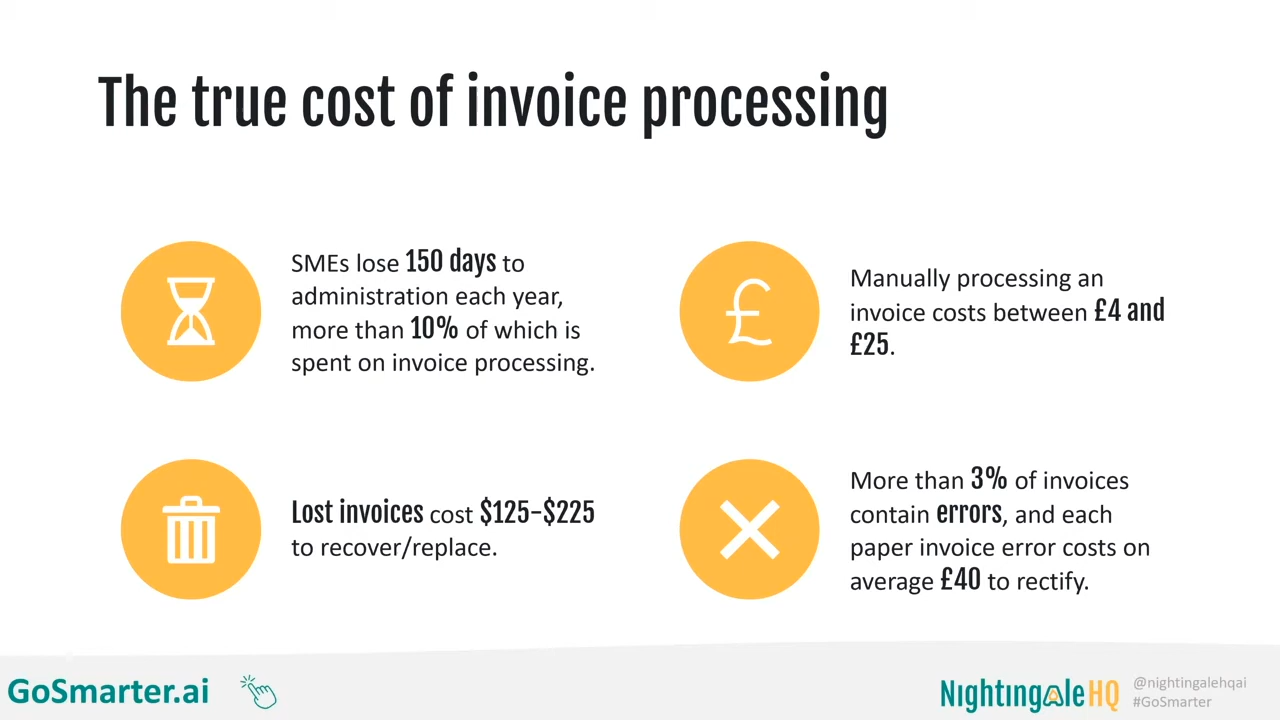 The true cost of invoice processing
SMEs lose 150 days to
administration each year,
more than 10% of which is
spent on invoice processing.
Manually processing an
invoice costs between £4 and
£25.
Lost invoices cost $125-$225
to recover/replace.
More than 3% of invoices
contain errors, and each
paper invoice error costs on
average £40 to rectify.
GoSmarter.ai
NightingaleHQ
@nightingalehqai
#GoSmarter